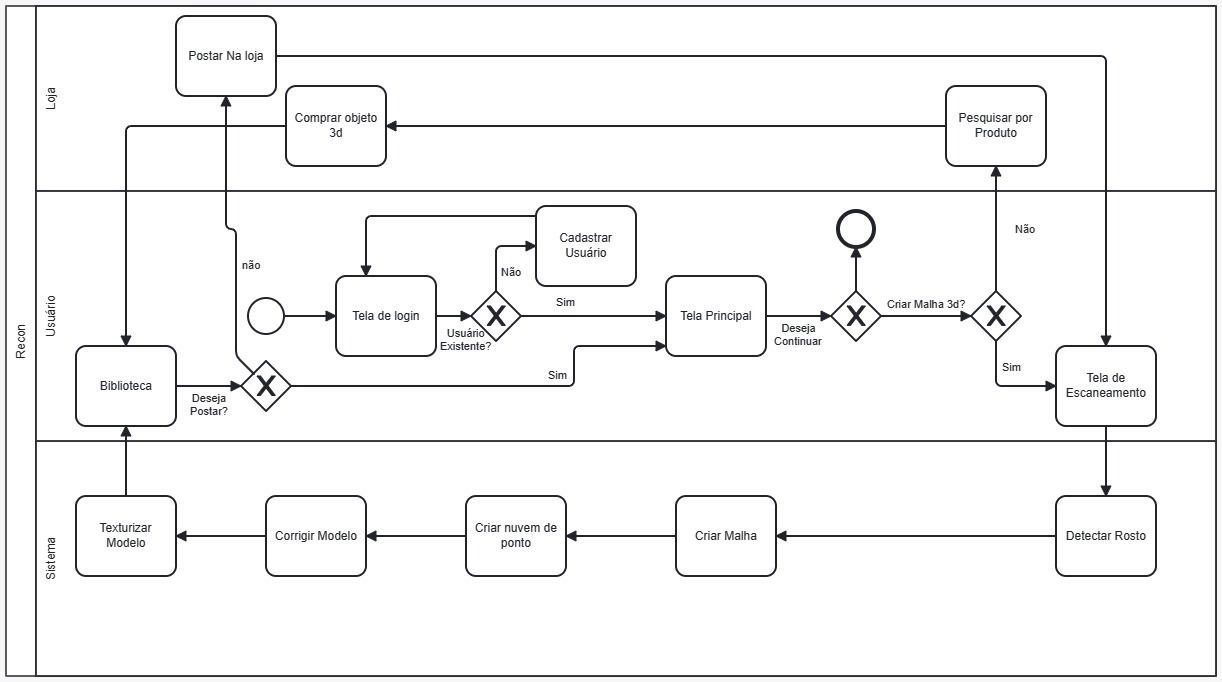 Recon
Loja
Postar Na loja
Comprar objeto
3d
Pesquisar por
Produto
Usuário
Cadastrar
Usuário
Não
não
Não
Tela de login
Usuário
Existente?
Sim
Tela Principal
Deseja
Continuar
Criar Malha 3d?
Sim
Tela de
Escaneamento
Biblioteca
Deseja
Postar?
Sim
Sistema
Texturizar
Modelo
Corrigir Modelo
Criar nuvem de
ponto
Criar Malha
Detectar Rosto